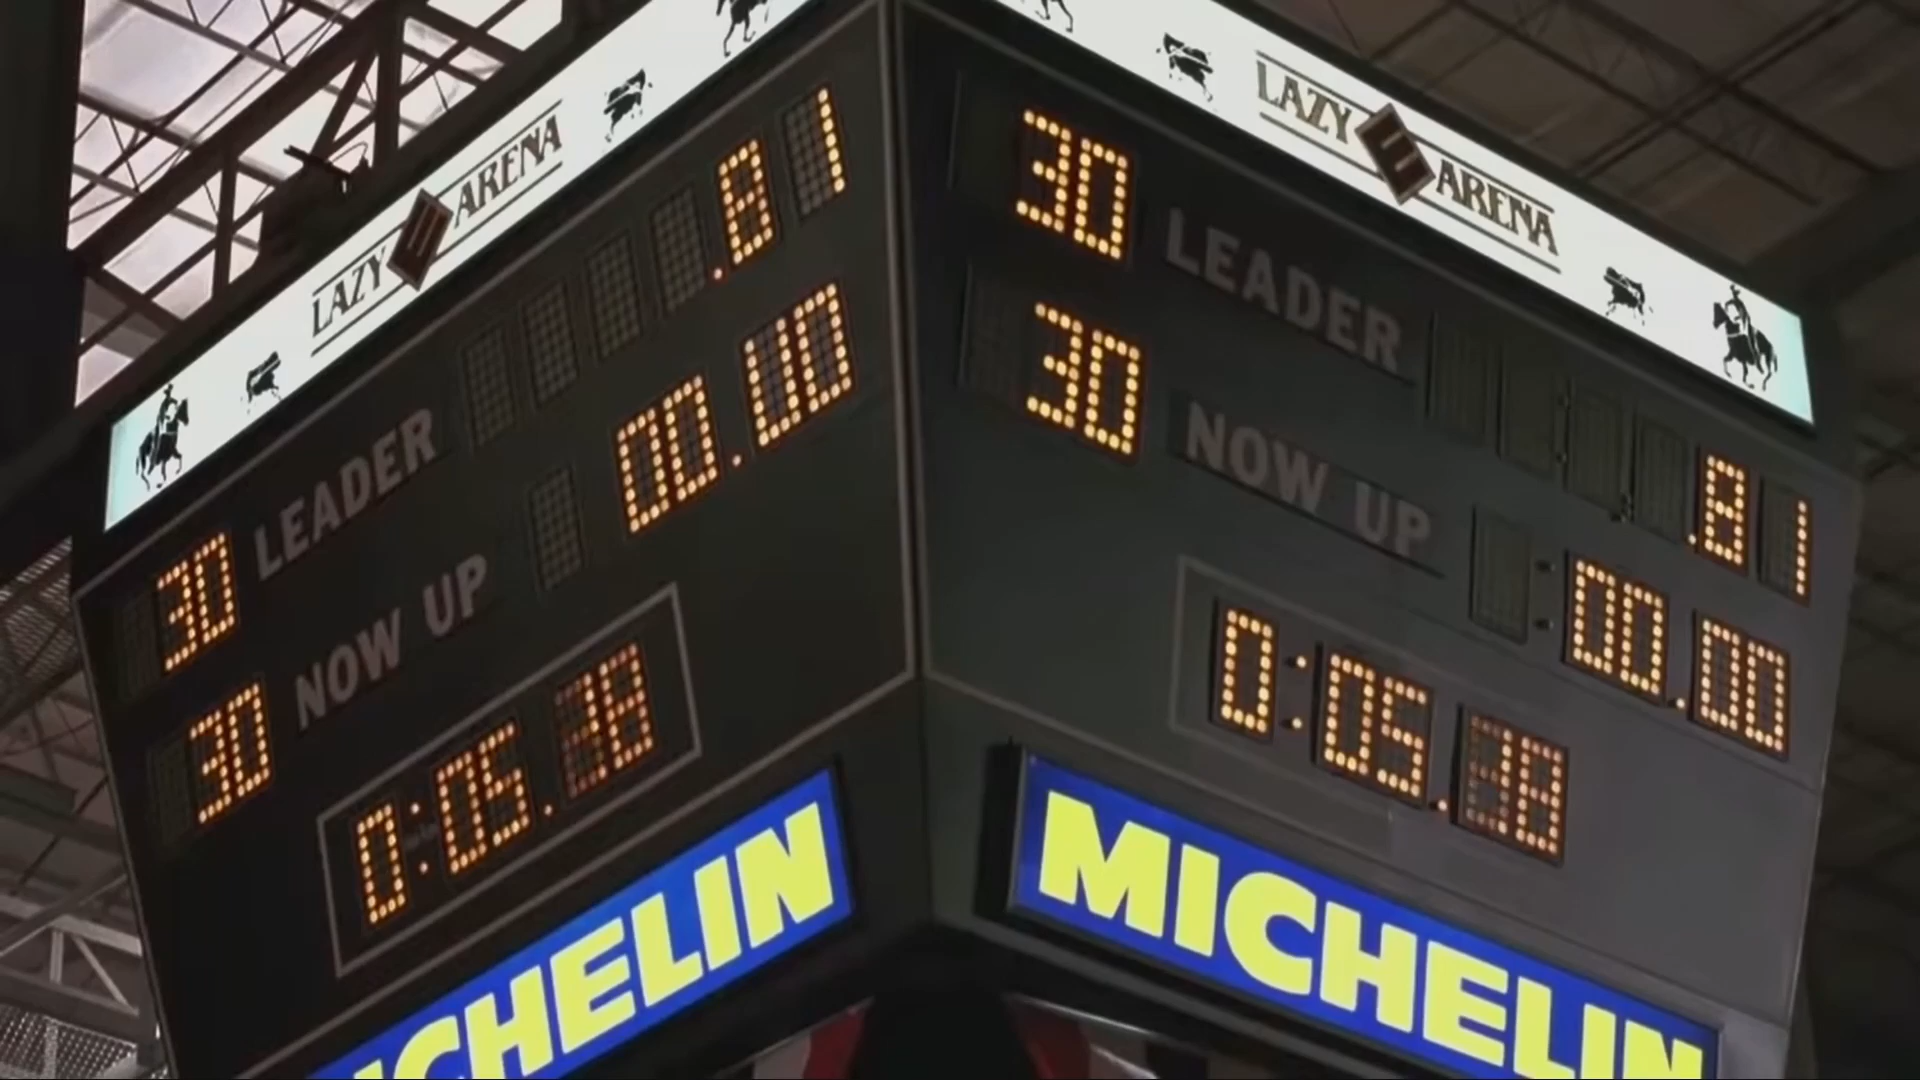 LAZY E ARENA
30 LEADER .81
30 NOW UP 00.00
0:05.38
MICHELIN
LAZY E ARENA
30 LEADER .81
30 NOW UP :00.00
0:05.38
MICHELIN